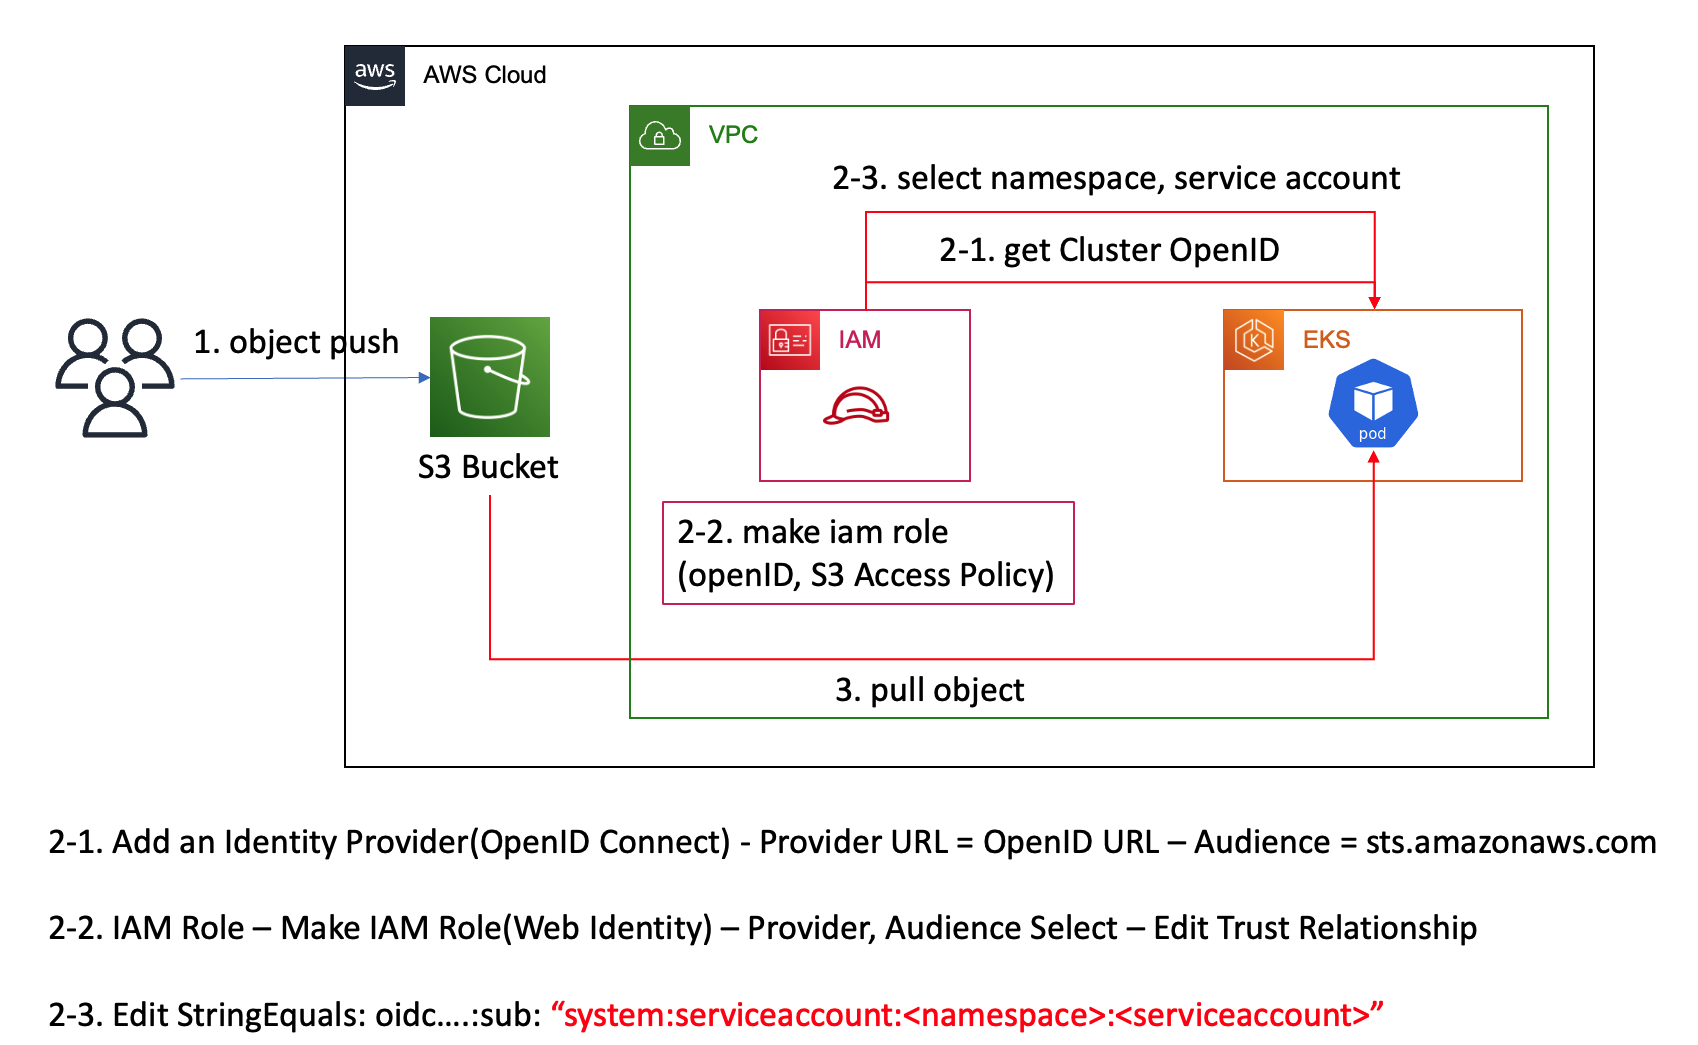 aws
AWS Cloud
VPC
2-3. select namespace, service account
2-1. get Cluster OpenID
1. object push
S3 Bucket
IAM
EKS
pod
2-2. make iam role
(openID, S3 Access Policy)
3. pull object
2-1. Add an Identity Provider(OpenID Connect) - Provider URL = OpenID URL – Audience = sts.amazonaws.com
2-2. IAM Role – Make IAM Role(Web Identity) – Provider, Audience Select – Edit Trust Relationship
2-3. Edit StringEquals: oidc....:sub: “system:serviceaccount:<namespace>:<serviceaccount>”